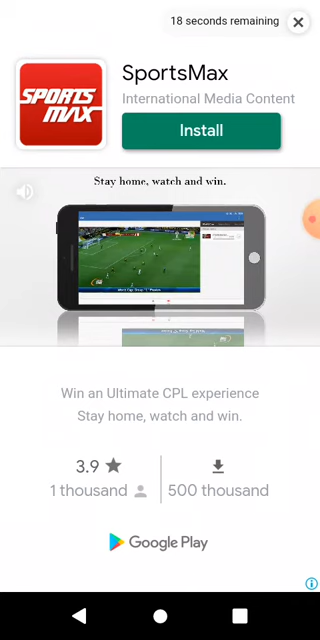 18 seconds remaining
SportsMax
International Media Content
SPORTS
MAX
Install
Stay home, watch and win.
Win an Ultimate CPL experience
Stay home, watch and win.
3.9
1 thousand
500 thousand
Google Play